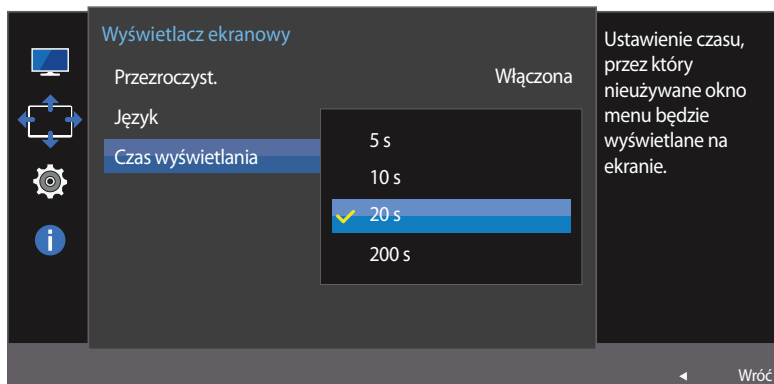 Wyświetlacz ekranowy
Przezroczyst.
Włączona
Język
Czas wyświetlania
5 s
10 s
20 s
200 s
Ustawienie czasu,
przez który
nieużywane okno
menu będzie
wyświetlane na
ekranie.
Wróć